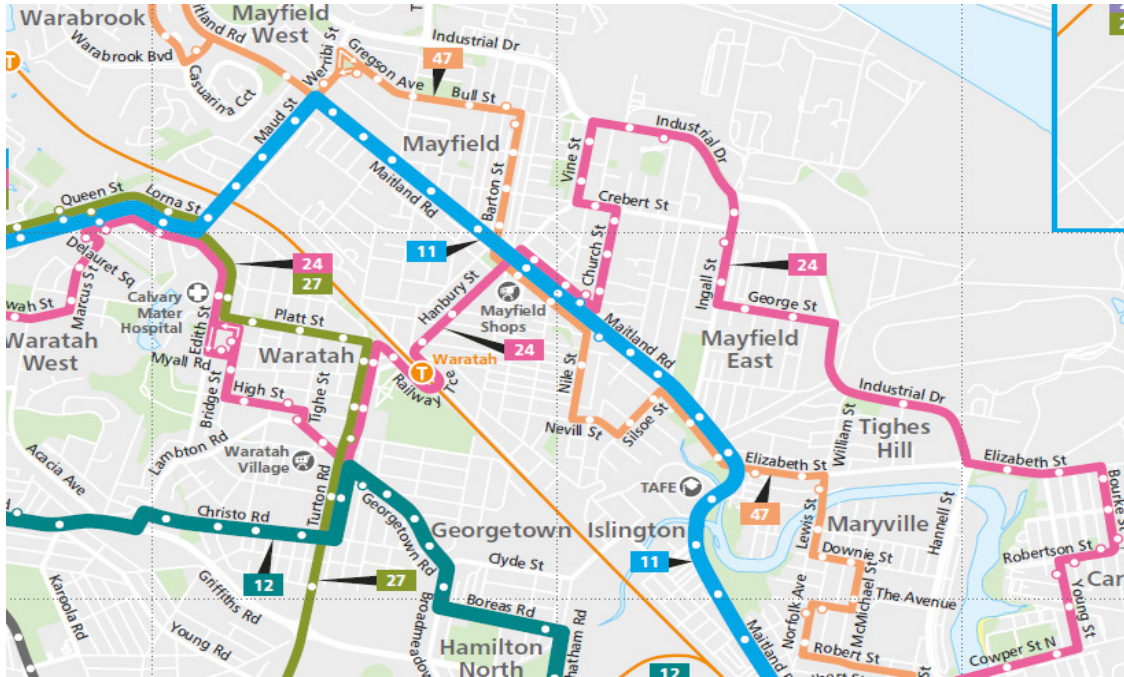 Warabrook
Mayfield
West
Warabrook Bvd
Casuarina Cct
Werribi St
Gregson Ave
Industrial Dr
47
Bull St
T
Maud St
Mayfield
Maitland Rd
Barton St
Vine St
Industrial Dr
Crebert St
Queen St
Lorna St
11
Church St
Delauret Sq
24
27
Hanbury St
Ingall St
24
Marcus St
Calvary
Mater
Hospital
Mayfield
Shops
George St
Maitland Rd
Waratah
West
Edith St
Platt St
Waratah
Myall Rd
24
T
Waratah
Railway Tce
Mayfield
East
Nile St
Bridge St
High St
Tighe St
Industrial Dr
Nevill St
Silsoe St
William St
Tighes
Hill
Lambton Rd
Acacia Ave
Waratah
Village
Elizabeth St
Elizabeth St
TAFE
Turton Rd
Christo Rd
Georgetown Rd
Georgetown
Islington
47
Lewis St
Maryville
Hannell St
Bourke St
12
27
Clyde St
11
Downie St
Robertson St
Karoola Rd
Griffiths Rd
Boreas Rd
Norfolk Ave
McMichael St
The Avenue
Young St
Young Rd
Broadmeadow
Hamilton
North
Maitland
Robert St
Cowper St N
12